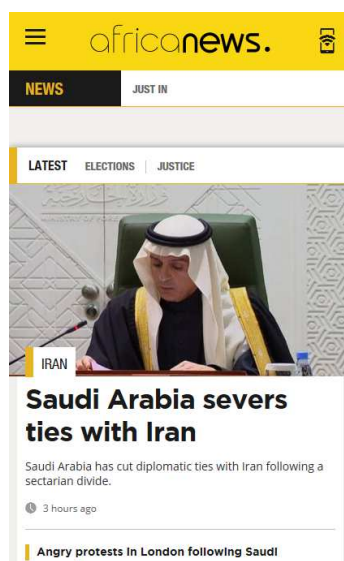 africanews.
NEWS JUST IN
LATEST ELECTIONS JUSTICE
IRAN
Saudi Arabia severs
ties with Iran
Saudi Arabia has cut diplomatic ties with Iran following a
sectarian divide.
3 hours ago
Angry protests in London following Saudi